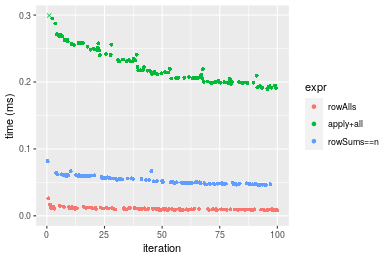 0.3
0.2
0.1
0.0
time (ms)
0
25
50
75
100
iteration
expr
rowAlls
apply+all
rowSums==n